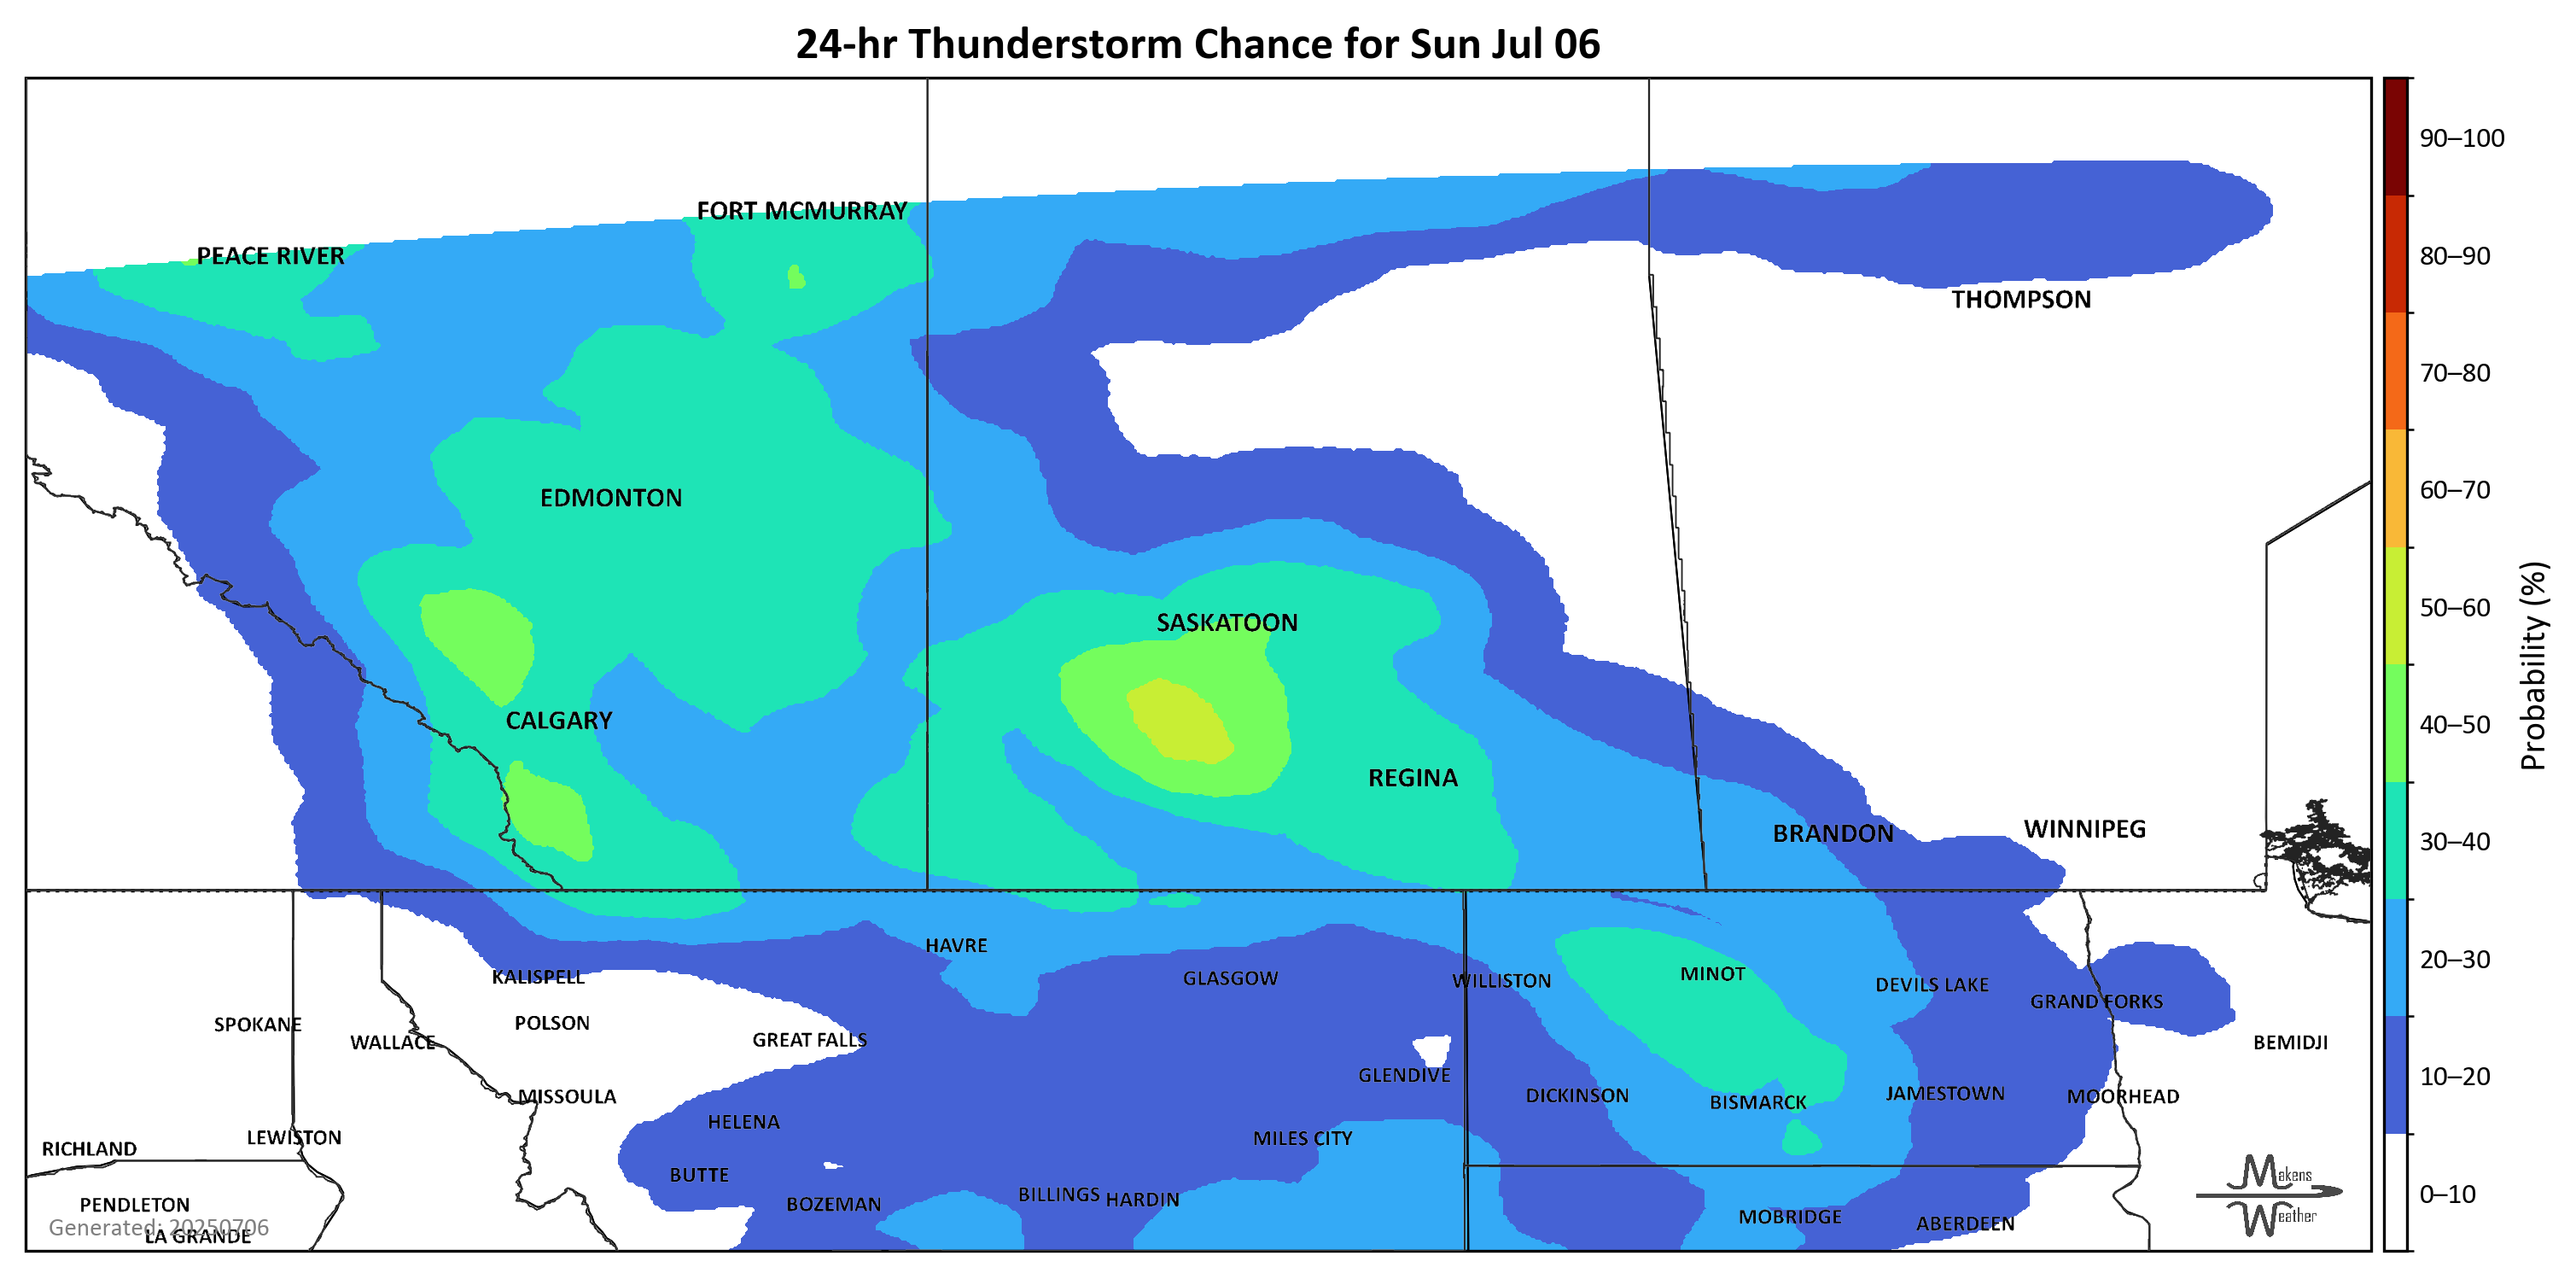 24-hr Thunderstorm Chance for Sun Jul 06
FORT MCMURRAY
PEACE RIVER
THOMPSON
EDMONTON
SASKATOON
CALGARY
REGINA
BRANDON
WINNIPEG
HAVRE
KALISPELL
GLASGOW
WILLISTON
MINOT
DEVILS LAKE
GRAND FORKS
SPOKANE
WALLACE
POLSON
GREAT FALLS
BEMIDJI
GLENDIVE
MISSOULA
DICKINSON
BISMARCK
JAMESTOWN
MOORHEAD
HELENA
LEWISTON
MILES CITY
RICHLAND
BUTTE
BILLINGS
HARDIN
BOZEMAN
PENDLETON
MOBRIDGE
ABERDEEN
Generated: 20250706
LA GRANDE
Makens
Weather
90–100
80–90
70–80
60–70
50–60
40–50
30–40
20–30
10–20
0–10
Probability (%)